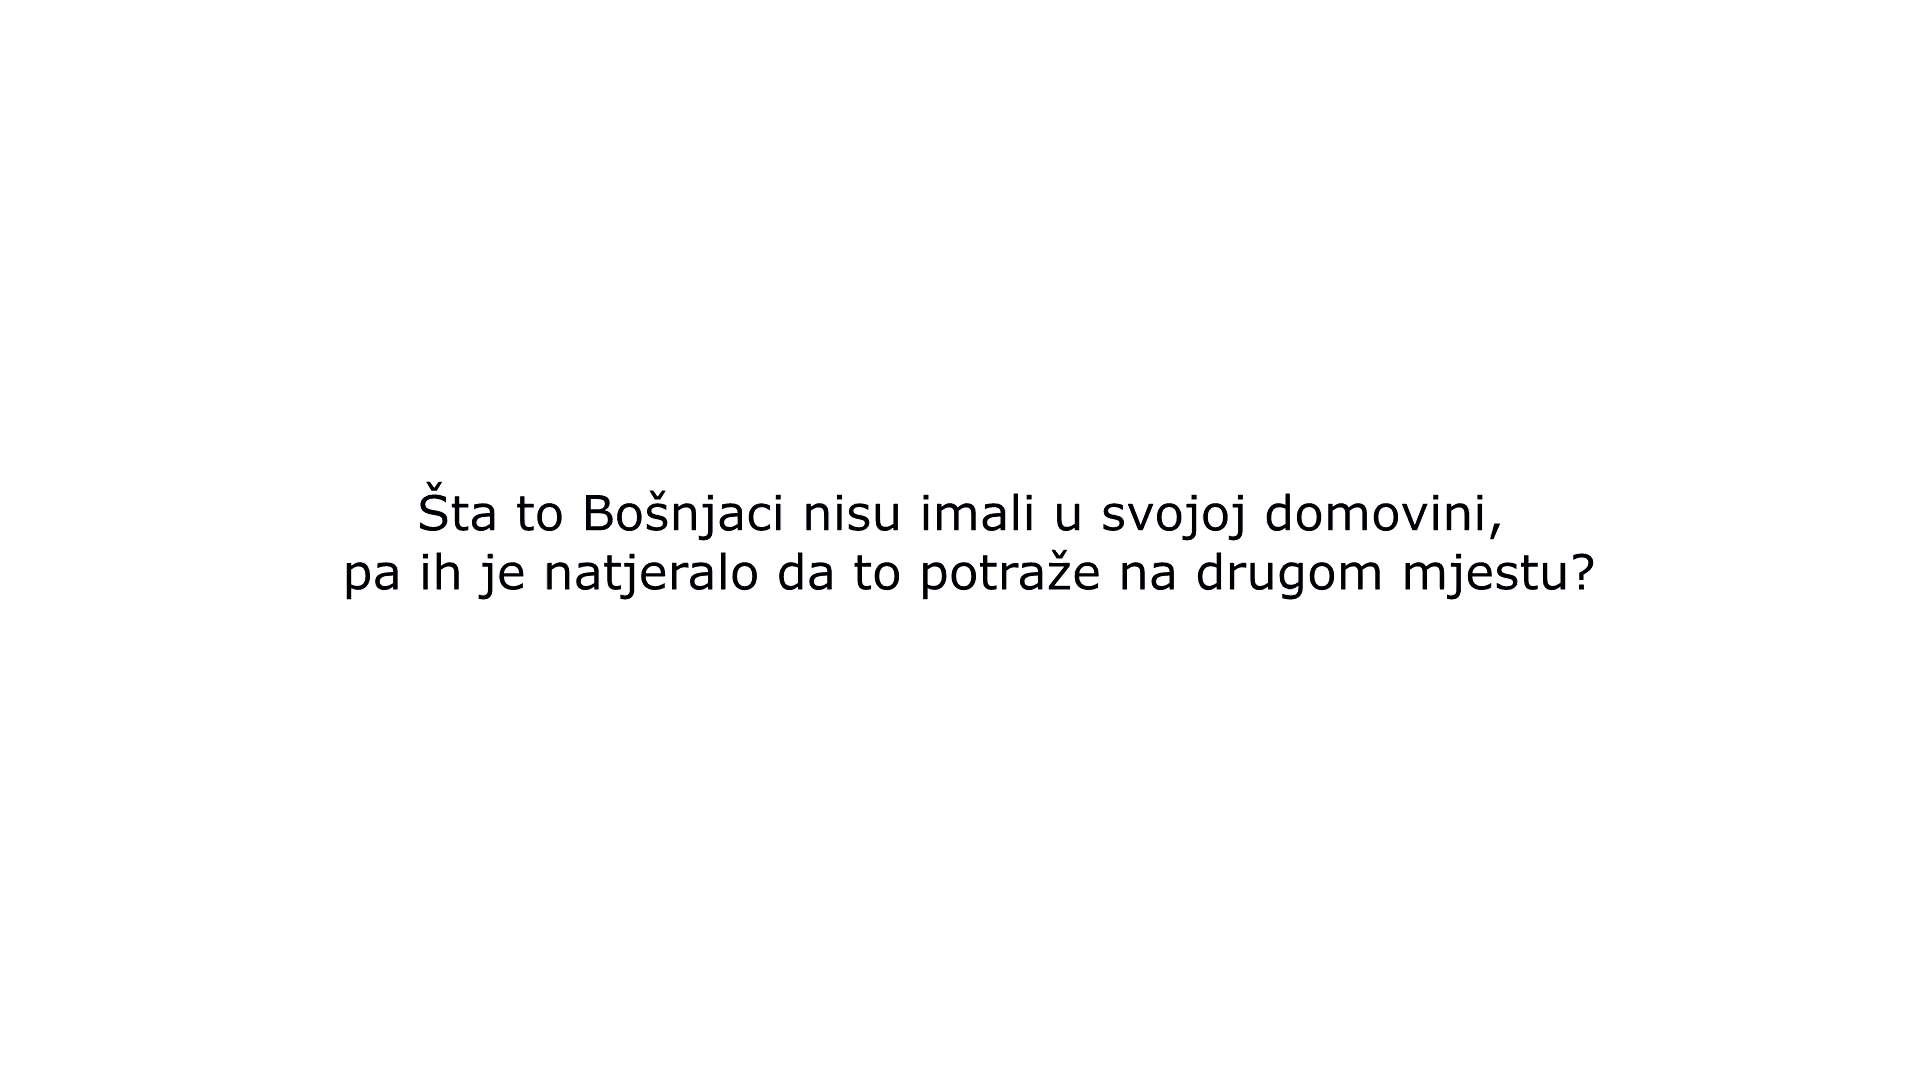 Šta to Bošnjaci nisu imali u svojoj domovini,
pa ih je natjeralo da to potraže na drugom mjestu?